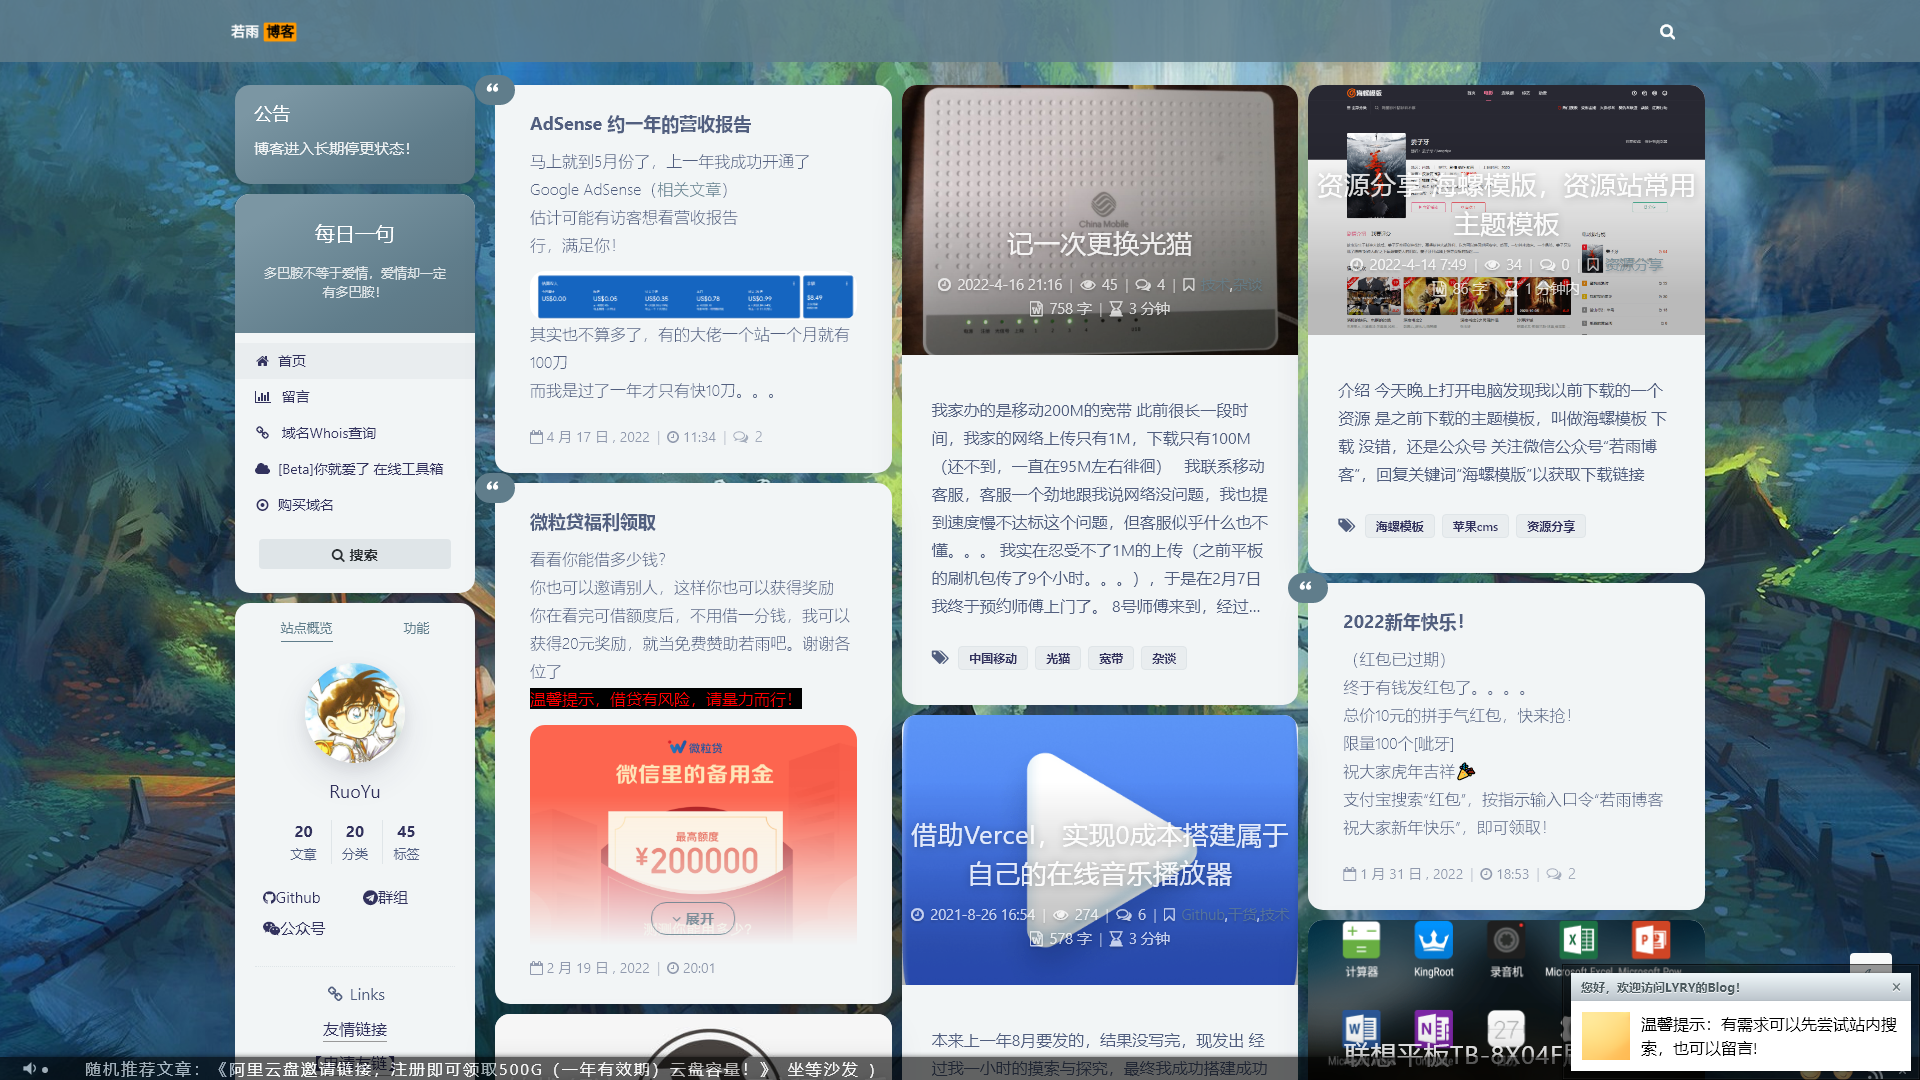 若雨 博客
公告
博客进入长期停更状态！
每日一句
多巴胺不等于爱情，爱情却一定
有多巴胺！
首页
留言
域名Whois查询
[Beta]你就爱了 在线工具箱
购买域名
搜索
站点概览 功能
RuoYu
20 20 45
文章 分类 标签
Github 群组
公众号
Links
友情链接
【申请友链】
AdSense 约一年的营收报告
马上就到5月份了，上一年我成功开通了
Google AdSense（相关文章）
估计可能有访客想看营收报告
行，满足你！
US$0.00 US$0.05 US$0.35 US$0.78 US$0.99 $8.49
其实也不算多了，有的大佬一个站一个月就有
100刀
而我是过了一年才只有快10刀。。。
4 月 17 日 , 2022 | 11:34 | 2
微粒贷福利领取
看看你能借多少钱？
你也可以邀请别人，这样你也可以获得奖励
你在看完可借额度后，不用借一分钱，我可以
获得20元奖励，就当免费赞助若雨吧。谢谢各
位了
温馨提示，借贷有风险，请量力而行！
微粒贷
微信里的备用金
最高额度
¥200000
展开
2 月 19 日 , 2022 | 20:01
China Mobile
记一次更换光猫
2022-4-16 21:16 | 45 | 4 |
758 字 | 3 分钟
我家办的是移动200M的宽带 此前很长一段时
间，我家的网络上传只有1M，下载只有100M
（还不到，一直在95M左右徘徊） 我联系移动
客服，客服一个劲地跟我说网络没问题，我也提
到速度慢不达标这个问题，但客服似乎什么也不
懂。。。 我实在忍受不了1M的上传（之前平板
的刷机包传了9个小时。。。），于是在2月7日
我终于预约师傅上门了。 8号师傅来到，经过...
中国移动 光猫 宽带 杂谈
借助Vercel，实现0成本搭建属于
自己的在线音乐播放器
2021-8-26 16:54 | 274 | 6 | Github,干货,技术
578 字 | 3 分钟
本来上一年8月要发的，结果没写完，现发出 经
过我一小时的摸索与探究，最终我成功搭建成功
海螺模版
姜子牙
资源分享 海螺模版，资源站常用
主题模板
2022-4-14 7:49 | 34 | 0 | 资源分享
86 字 | 1 分钟内
介绍 今天晚上打开电脑发现我以前下载的一个
资源 是之前下载的主题模板，叫做海螺模板 下
载 没错，还是公众号 关注微信公众号“若雨博
客”，回复关键词“海螺模版”以获取下载链接
海螺模板 苹果cms 资源分享
2022新年快乐！
（红包已过期）
终于有钱发红包了。。。。
总价10元的拼手气红包，快来抢！
限量100个[呲牙]
祝大家虎年吉祥🎉
支付宝搜索“红包”，按指示输入口令“若雨博客
祝大家新年快乐”，即可领取！
1 月 31 日 , 2022 | 18:53 | 2
计算器 KingRoot 录音机 Microsoft Excel Microsoft Pow
27
联想平板TB-8X04F
您好，欢迎访问LYRY的Blog！ ×
温馨提示：有需求可以先尝试站内搜
索，也可以留言!
随机推荐文章：《阿里云盘邀请链接，注册即可领取500G（一年有效期）云盘容量！》 坐等沙发 )